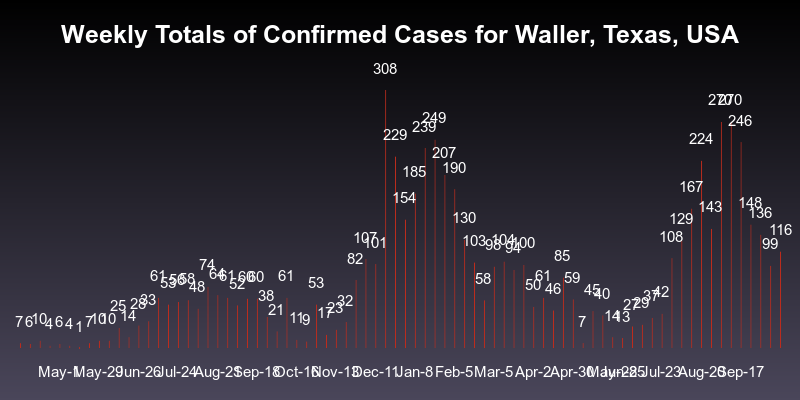 Weekly Totals of Confirmed Cases for Waller, Texas, USA
7 6 10 4 6 4 1 7 10 10 25 14 28 33 61 53 56 58 48 74 64 61 52 60 60 38 21 61 11 9 53 17 23 32 82 107 101 308 229 154 185 239 249 207 190 130 103 58 98 104 94 100 50 61 46 85 59 7 45 40 14 13 27 29 37 42 108 129 167 224 143 270 270 246 148 136 99 116
May-1 May-29 Jun-26 Jul-24 Aug-21 Sep-18 Oct-16 Nov-13 Dec-11 Jan-8 Feb-5 Mar-5 Apr-2 Apr-30 Jun-25 Jul-23 Aug-20 Sep-17